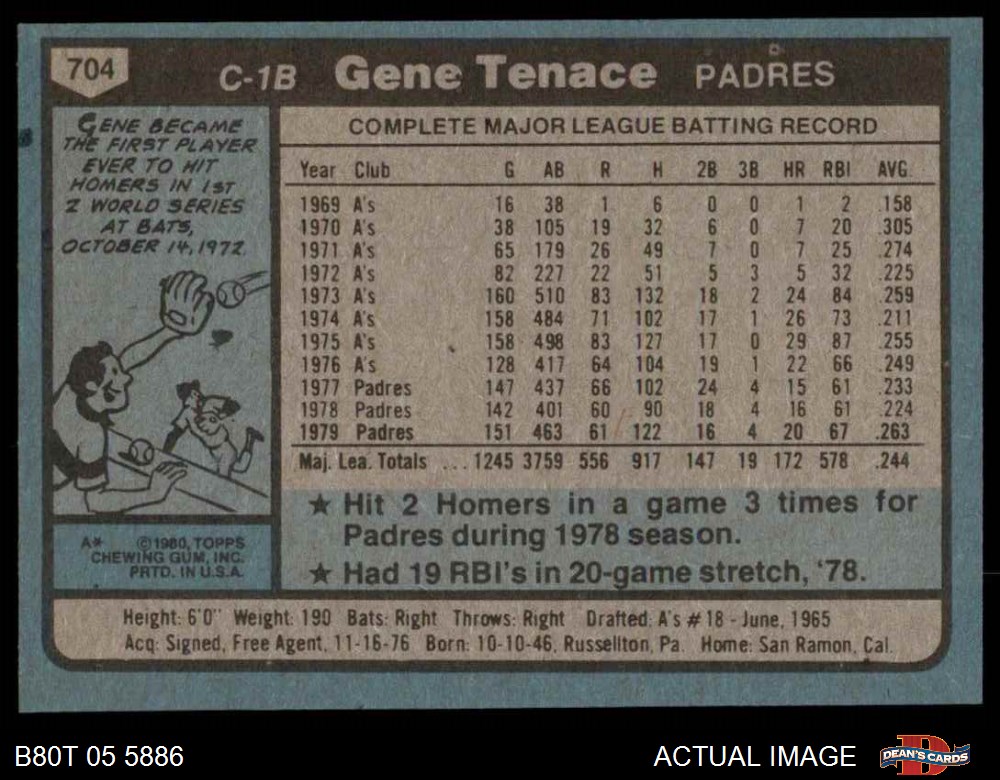 704 C-1B Gene Tenace PADRES
GENE BECAME
THE FIRST PLAYER
EVER TO HIT
HOMERS IN 1ST
2 WORLD SERIES
AT BATS,
OCTOBER 14, 1972.
A* ©1980, TOPPS
CHEWING GUM, INC.
PRTD. IN U.S.A.
COMPLETE MAJOR LEAGUE BATTING RECORD
Year Club G AB R H 2B 3B HR RBI AVG.
1969 A's 16 38 1 6 0 0 1 2 .158
1970 A's 38 105 19 32 6 0 7 20 .305
1971 A's 65 179 26 49 7 0 7 25 .274
1972 A's 82 227 22 51 5 3 5 32 .225
1973 A's 160 510 83 132 18 2 24 84 .259
1974 A's 158 484 71 102 17 1 26 73 .211
1975 A's 158 498 83 127 17 0 29 87 .255
1976 A's 128 417 64 104 19 1 22 66 .249
1977 Padres 147 437 66 102 24 4 15 61 .233
1978 Padres 142 401 60 90 18 4 16 61 .224
1979 Padres 151 463 61 122 16 4 20 67 .263
Maj. Lea. Totals ... 1245 3759 556 917 147 19 172 578 .244
★ Hit 2 Homers in a game 3 times for
Padres during 1978 season.
★ Had 19 RBI's in 20-game stretch, '78.
Height: 6'0" Weight: 190 Bats: Right Throws: Right Drafted: A's #18 - June, 1965
Acq: Signed, Free Agent, 11-16-76 Born: 10-10-46, Russellton, Pa. Home: San Ramon, Cal.
B80T 05 5886 ACTUAL IMAGE DEAN'S CARDS